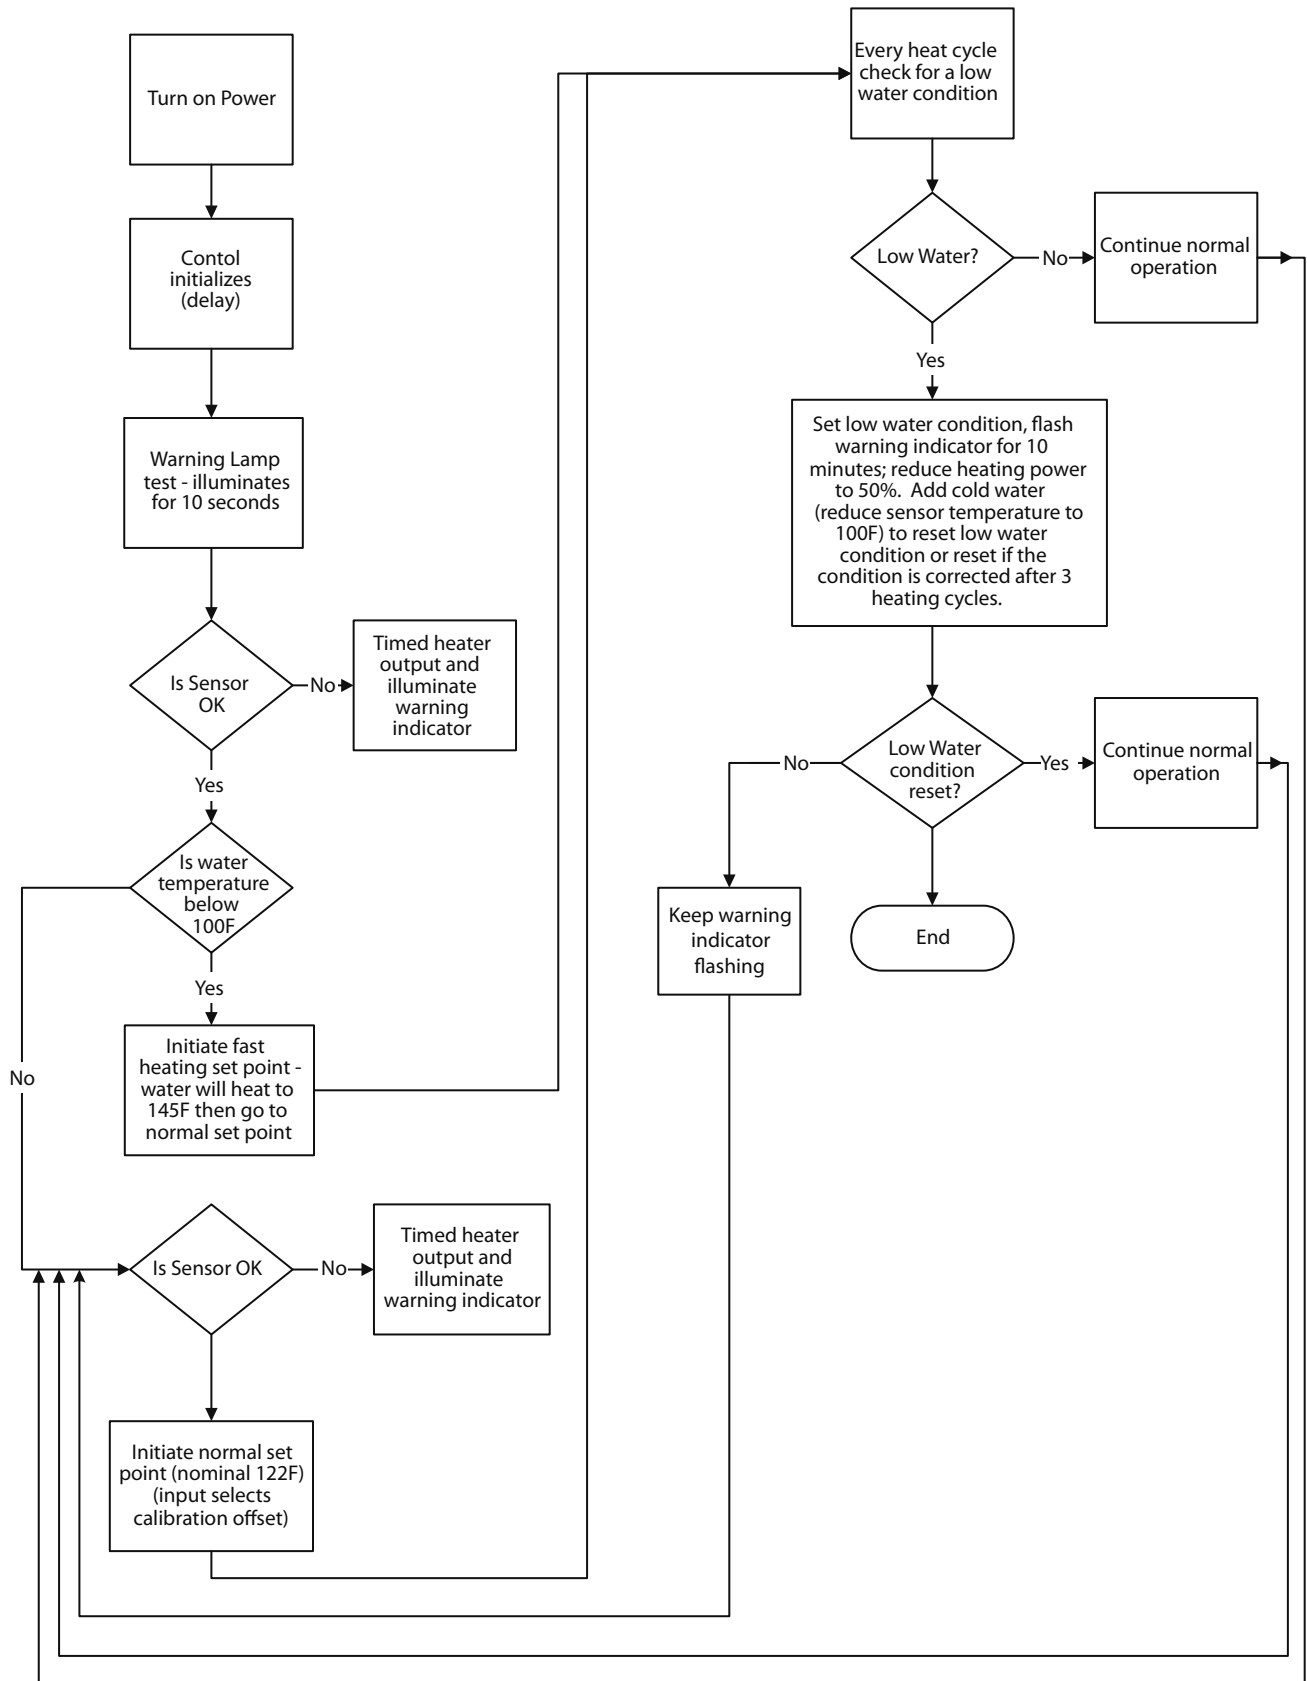 Turn on Power
Contol
initializes
(delay)
Warning Lamp
test - illuminates
for 10 seconds
Is Sensor
OK
No
Timed heater
output and
illuminate
warning
indicator
Yes
Is water
temperature
below
100F
Yes
No
Initiate fast
heating set point -
water will heat to
145F then go to
normal set point
Is Sensor OK
No
Timed heater
output and
illuminate
warning indicator
Initiate normal set
point (nominal 122F)
(input selects
calibration offset)
Every heat cycle
check for a low
water condition
Low Water?
No
Continue normal
operation
Yes
Set low water condition, flash
warning indicator for 10
minutes; reduce heating power
to 50%. Add cold water
(reduce sensor temperature to
100F) to reset low water
condition or reset if the
condition is corrected after 3
heating cycles.
Low Water
condition
reset?
No
Yes
Continue normal
operation
Keep warning
indicator
flashing
End